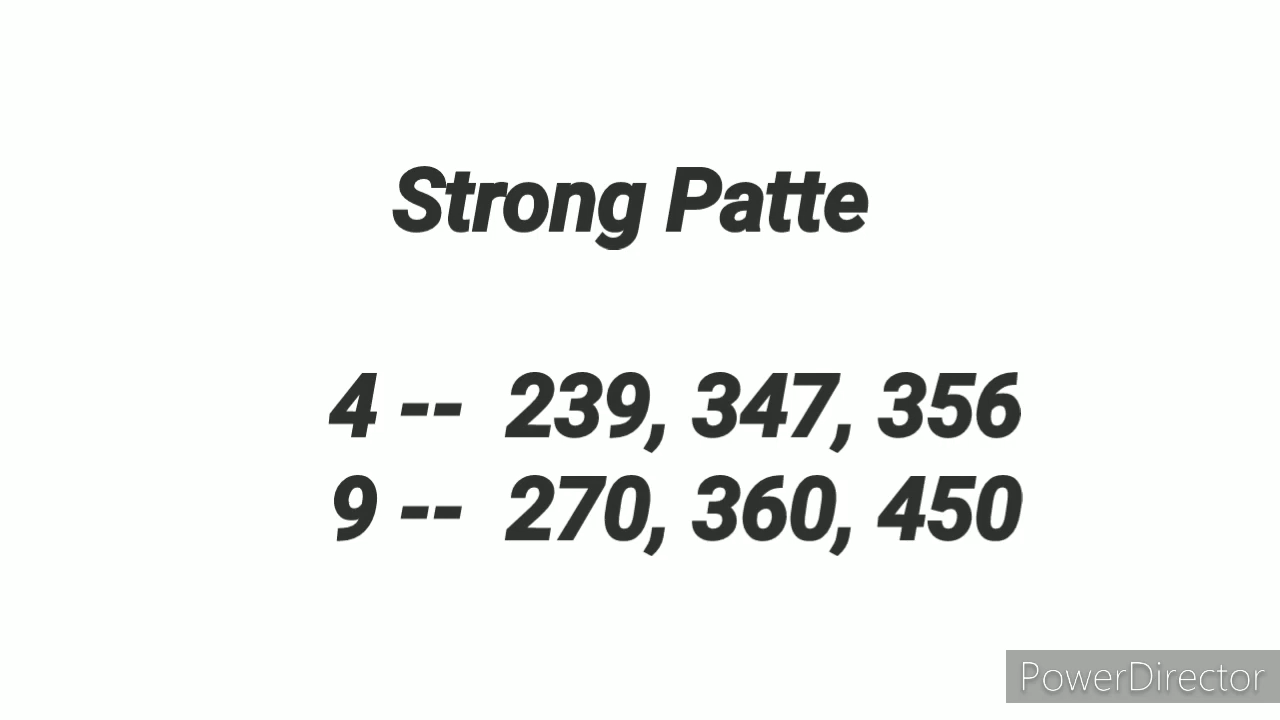 Strong Patte
4 -- 239, 347, 356
9 -- 270, 360, 450
PowerDirector